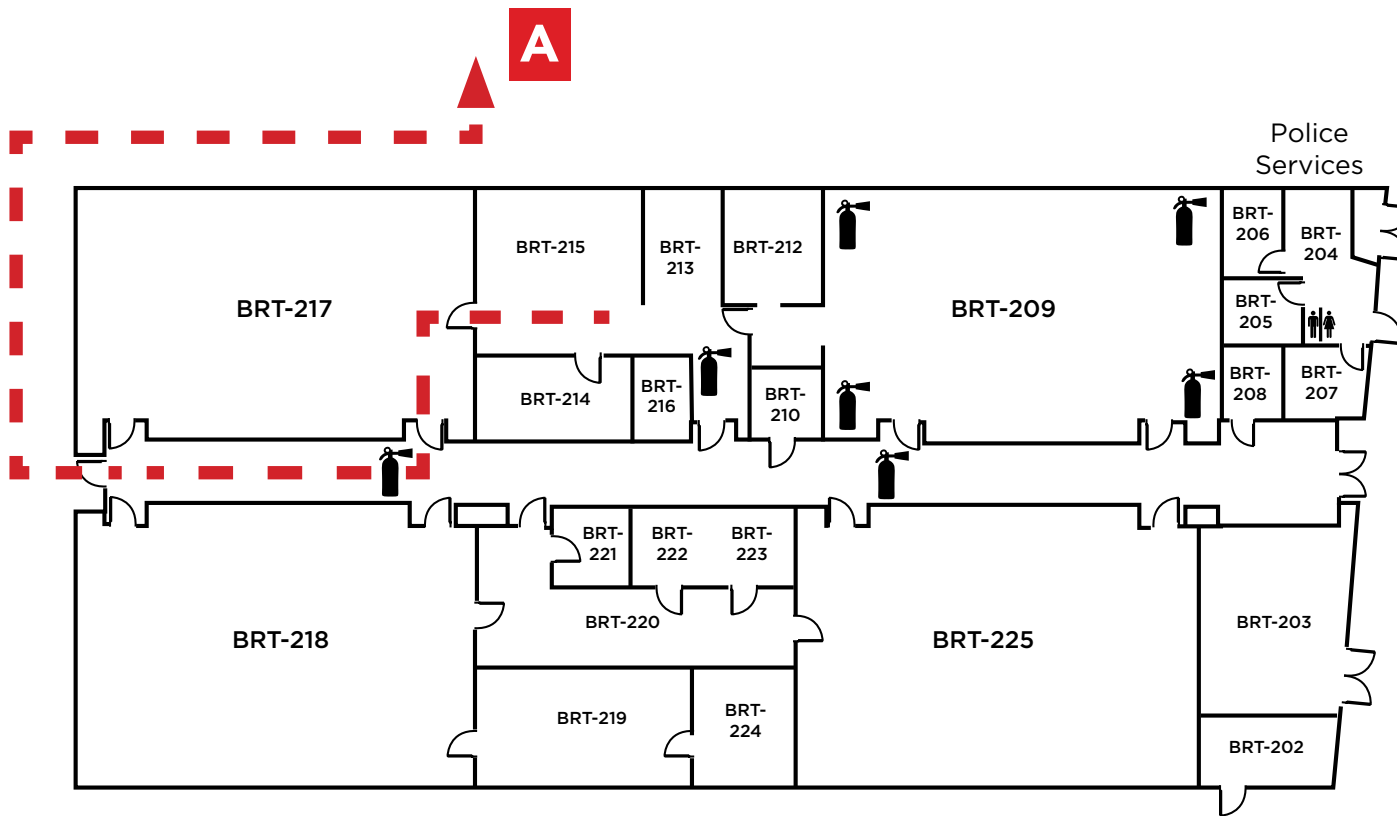 A
Police
Services
BRT-217
BRT-215
BRT-
213
BRT-212
BRT-209
BRT-
206
BRT-
204
BRT-
205
BRT-214
BRT-
216
BRT-
210
BRT-
208
BRT-
207
BRT-218
BRT-
221
BRT-
222
BRT-
223
BRT-220
BRT-225
BRT-203
BRT-219
BRT-
224
BRT-202